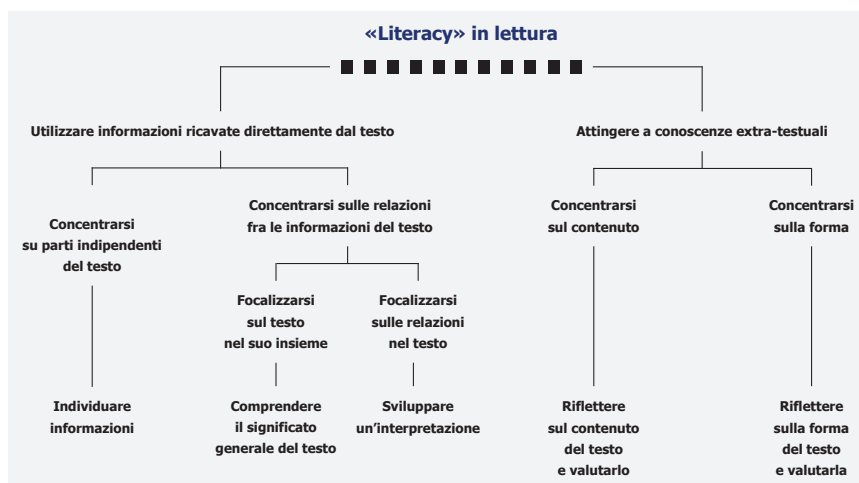 «Literacy» in lettura
Utilizzare informazioni ricavate direttamente dal testo
Attingere a conoscenze extra-testuali
Concentrarsi
su parti indipendenti
del testo
Concentrarsi sulle relazioni
fra le informazioni del testo
Concentrarsi
sul contenuto
Concentrarsi
sulla forma
Focalizzarsi
sul testo
nel suo insieme
Focalizzarsi
sulle relazioni
nel testo
Individuare
informazioni
Comprendere
il significato
generale del testo
Sviluppare
un'interpretazione
Riflettere
sul contenuto
del testo
e valutarlo
Riflettere
sulla forma
del testo
e valutarla